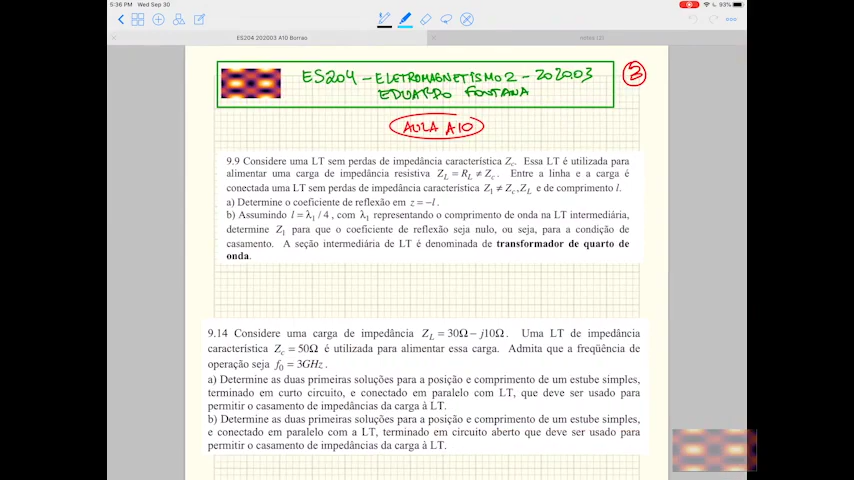 5:36 PM Wed Sep 30
93%
ES204 202003 A10 Borrao
notes (2)
ES204 - ELETROMAGNETISMO 2 - 202003
EDUARDO FONTANA
3
AULA A10
9.9 Considere uma LT sem perdas de impedância característica Zc. Essa LT é utilizada para
alimentar uma carga de impedância resistiva ZL = RL ≠ Zc. Entre a linha e a carga é
conectada uma LT sem perdas de impedância característica Z1 ≠ Zc, ZL e de comprimento l.
a) Determine o coeficiente de reflexão em z = −l.
b) Assumindo l = λ1 / 4, com λ1 representando o comprimento de onda na LT intermediária,
determine Z1 para que o coeficiente de reflexão seja nulo, ou seja, para a condição de
casamento. A seção intermediária de LT é denominada de transformador de quarto de
onda.
9.14 Considere uma carga de impedância ZL = 30Ω − j10Ω. Uma LT de impedância
característica Zc = 50Ω é utilizada para alimentar essa carga. Admita que a freqüência de
operação seja f0 = 3GHz.
a) Determine as duas primeiras soluções para a posição e comprimento de um estube simples,
terminado em curto circuito, e conectado em paralelo com LT, que deve ser usado para
permitir o casamento de impedâncias da carga à LT.
b) Determine as duas primeiras soluções para a posição e comprimento de um estube simples,
e conectado em paralelo com a LT, terminado em circuito aberto que deve ser usado para
permitir o casamento de impedâncias da carga à LT.